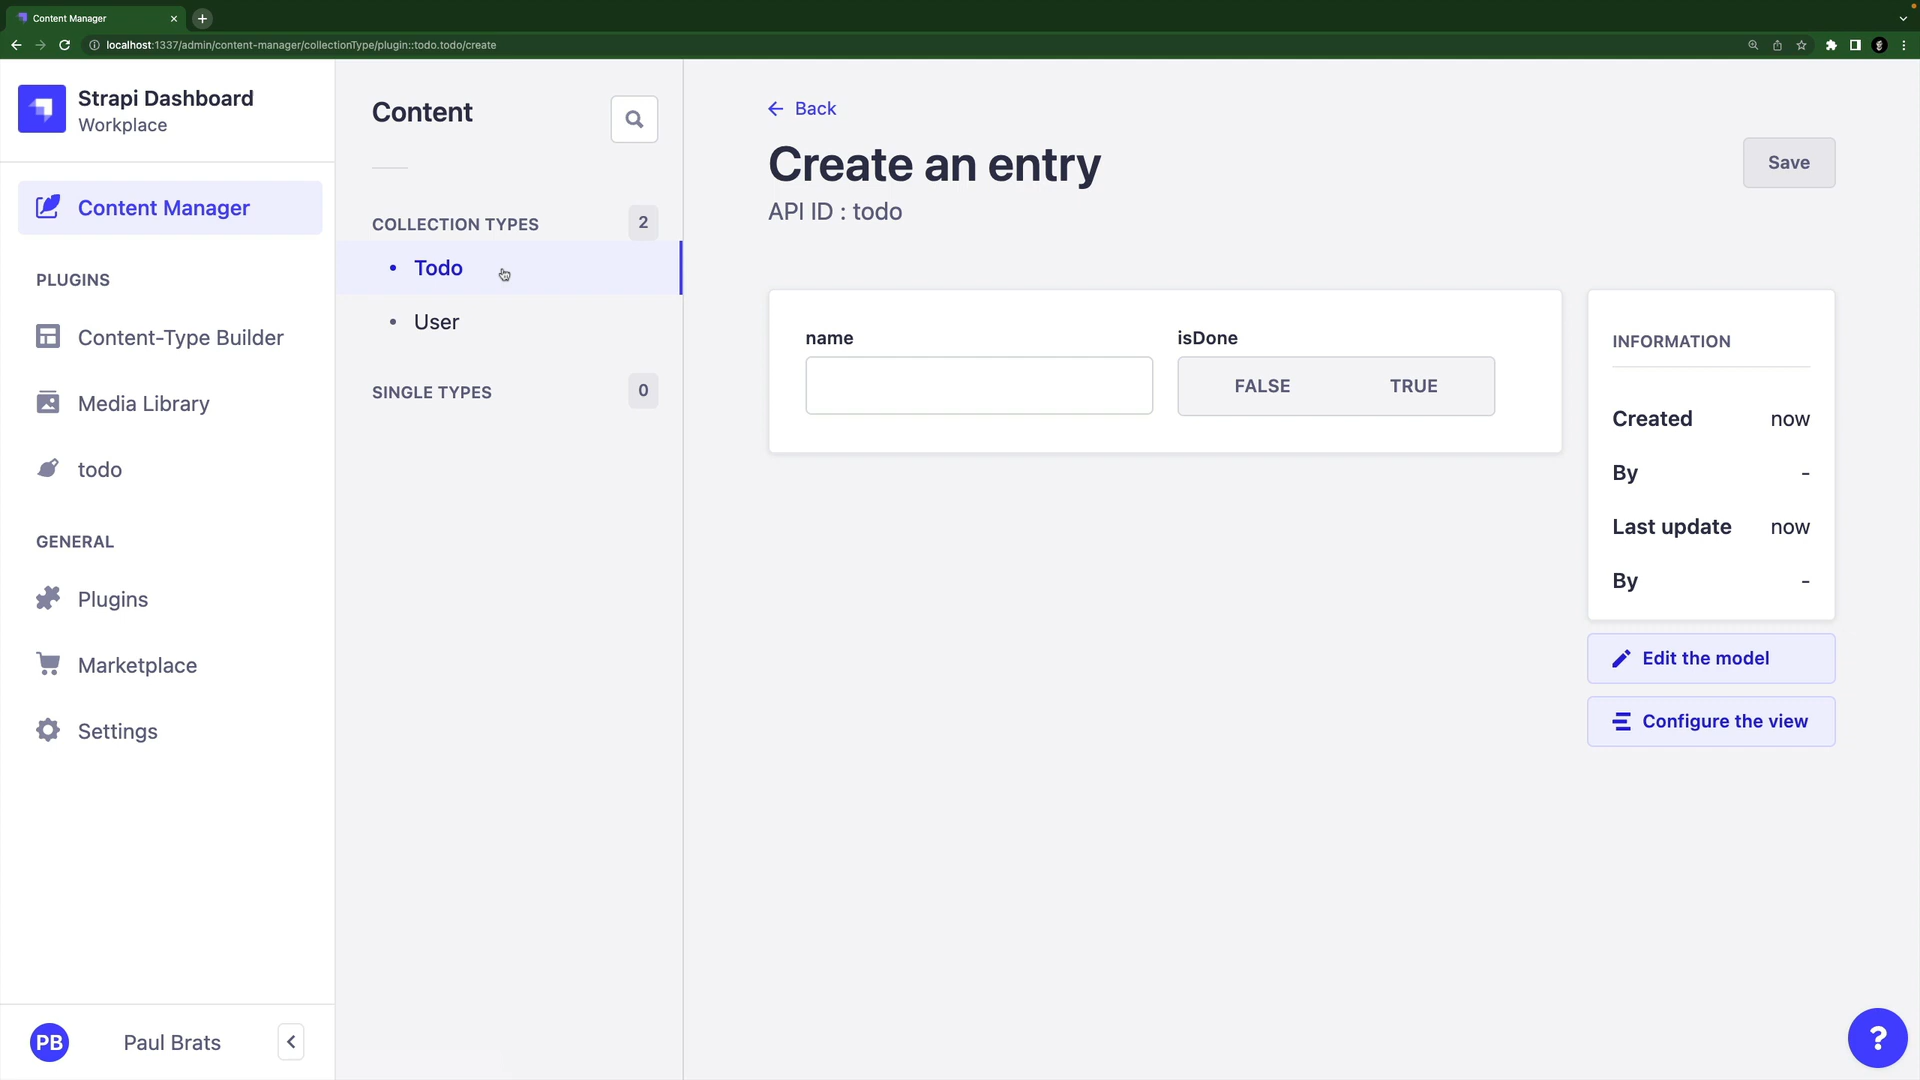 Content Manager
localhost:1337/admin/content-manager/collectionType/plugin::todo.todo/create
Strapi Dashboard
Workplace
Content Manager
PLUGINS
Content-Type Builder
Media Library
todo
GENERAL
Plugins
Marketplace
Settings
PB
Paul Brats
Content
COLLECTION TYPES
2
Todo
User
SINGLE TYPES
0
Back
Create an entry
API ID : todo
Save
name
isDone
FALSE
TRUE
INFORMATION
Created now
By -
Last update now
By -
Edit the model
Configure the view
?